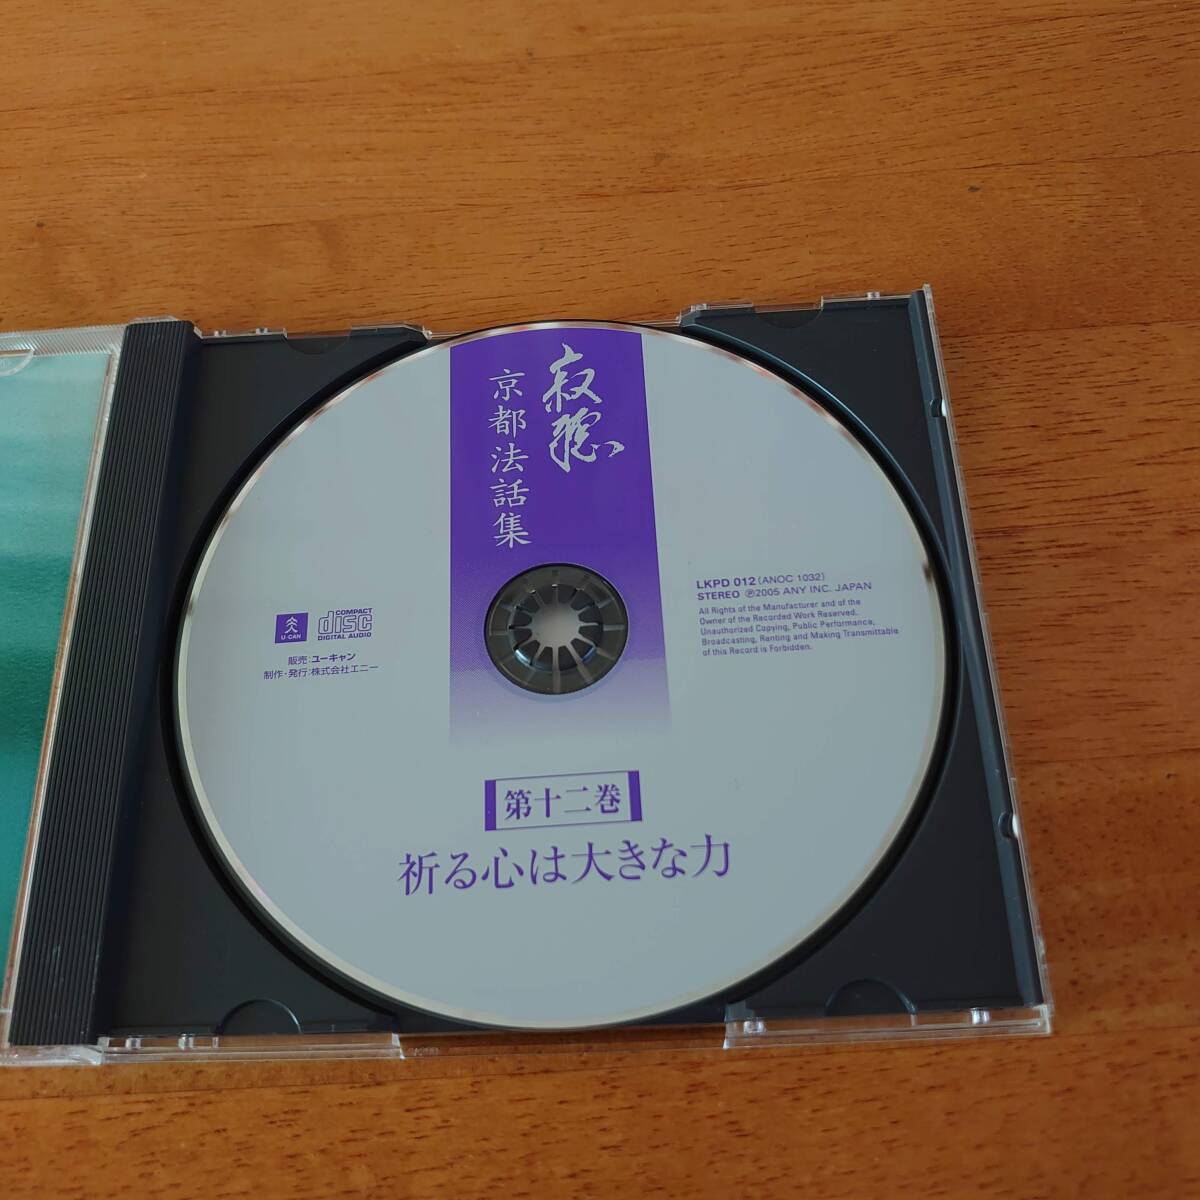 寂聴
京都法話集
LKPD 012(ANOC 1032)
STEREO ℗2005 ANY INC. JAPAN
All Rights of the Manufacturer and of the
Owner of the Recorded Work Reserved.
Unauthorized Copying, Public Performance,
Broadcasting, Renting and Making Transmittable
of this Record is Forbidden.
U-CAN
COMPACT
disc
DIGITAL AUDIO
販売:ユーキャン
制作・発行:株式会社エニー
第十二巻
祈る心は大きな力